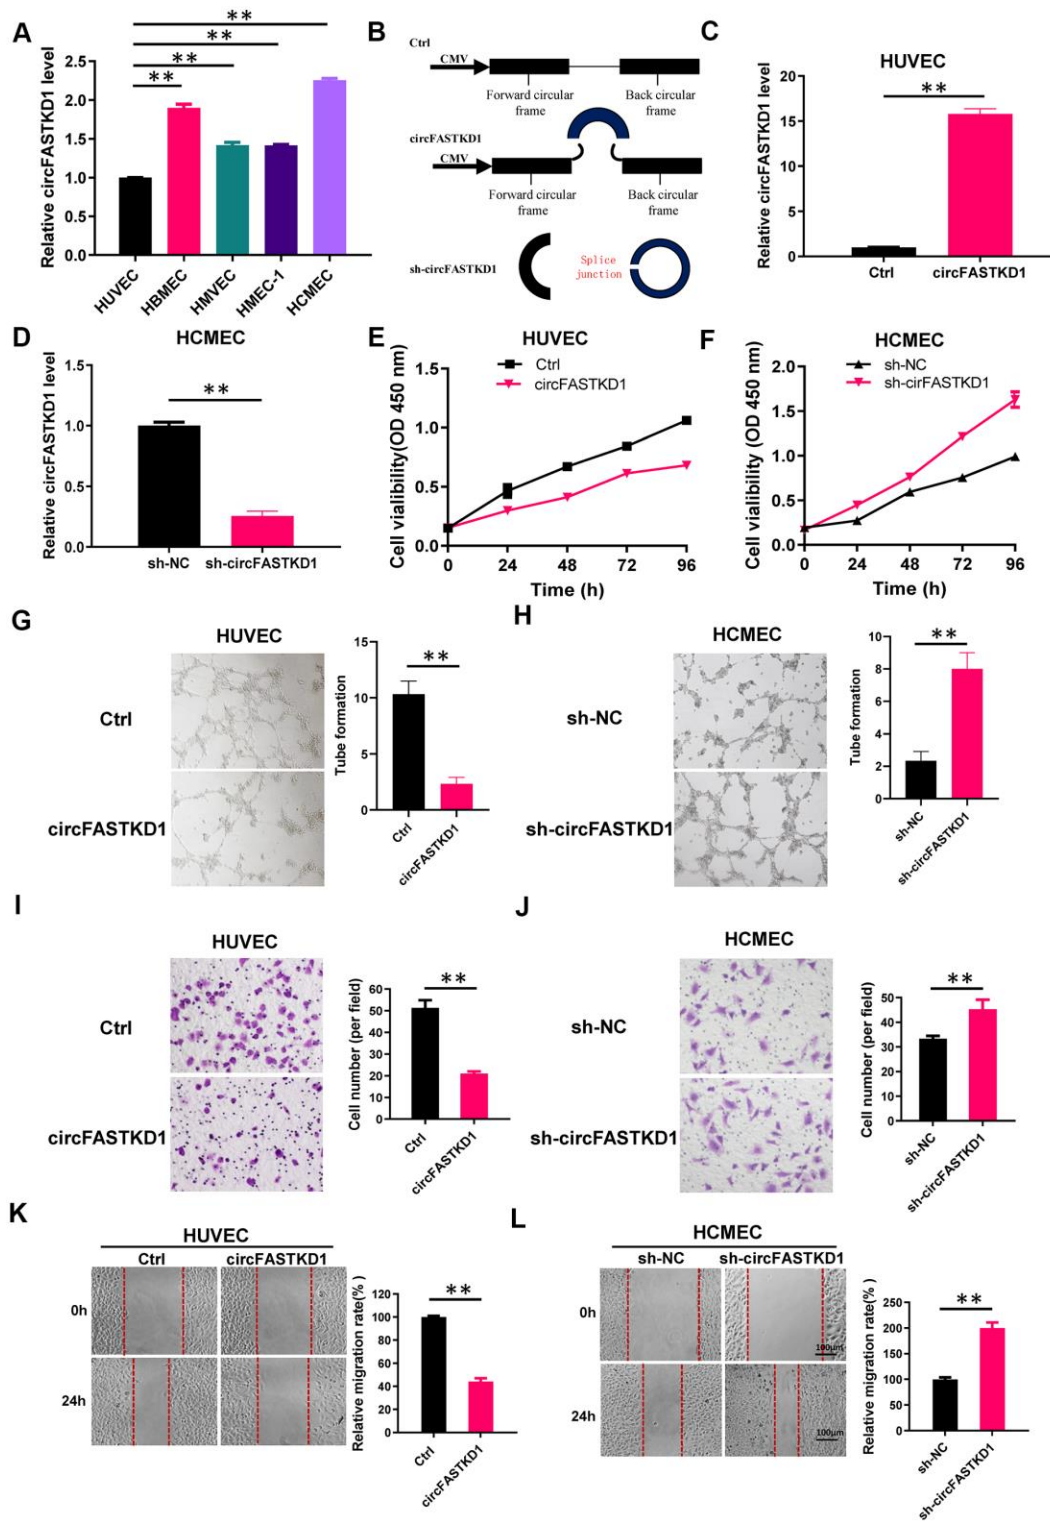 A
** 
**
**
**
Relative circFASTKD1 level
2.5
2.0
1.5
1.0
0.5
0.0
HUVEC
HBMEC
HMVEC
HMEC-1
HCMEC
B
Ctrl
CMV
Forward circular
frame
Back circular
frame
circFASTKD1
CMV
Forward circular
frame
Back circular
frame
sh-circFASTKD1
Splice
junction
C
HUVEC
**
Relative circFASTKD1 level
20
15
10
5
0
Ctrl
circFASTKD1
D
HCMEC
**
Relative circFASTKD1 level
1.5
1.0
0.5
0.0
sh-NC
sh-circFASTKD1
E
HUVEC
Ctrl
circFASTKD1
Cell vialibility(OD 450 nm)
1.5
1.0
0.5
0.0
0 24 48 72 96
Time (h)
F
HCMEC
sh-NC
sh-cirFASTKD1
Cell vialibility (OD 450 nm)
2.0
1.5
1.0
0.5
0.0
0 24 48 72 96
Time (h)
G
HUVEC
Ctrl
circFASTKD1
**
Tube formation
15
10
5
0
Ctrl
circFASTKD1
H
HCMEC
sh-NC
sh-circFASTKD1
**
Tube formation
10
8
6
4
2
0
sh-NC
sh-circFASTKD1
I
HUVEC
Ctrl
circFASTKD1
**
Cell number (per field)
60
50
40
30
20
10
0
Ctrl
circFASTKD1
J
HCMEC
sh-NC
sh-circFASTKD1
**
Cell number (per field)
50
40
30
20
10
0
sh-NC
sh-circFASTKD1
K
HUVEC
Ctrl circFASTKD1
0h
24h
**
Relative migration rate(%)
120
100
80
60
40
20
0
Ctrl
circFASTKD1
L
HCMEC
sh-NC sh-circFASTKD1
0h
100μm
24h
100μm
**
Relative migration rate(%)
250
200
150
100
50
0
sh-NC
sh-circFASTKD1